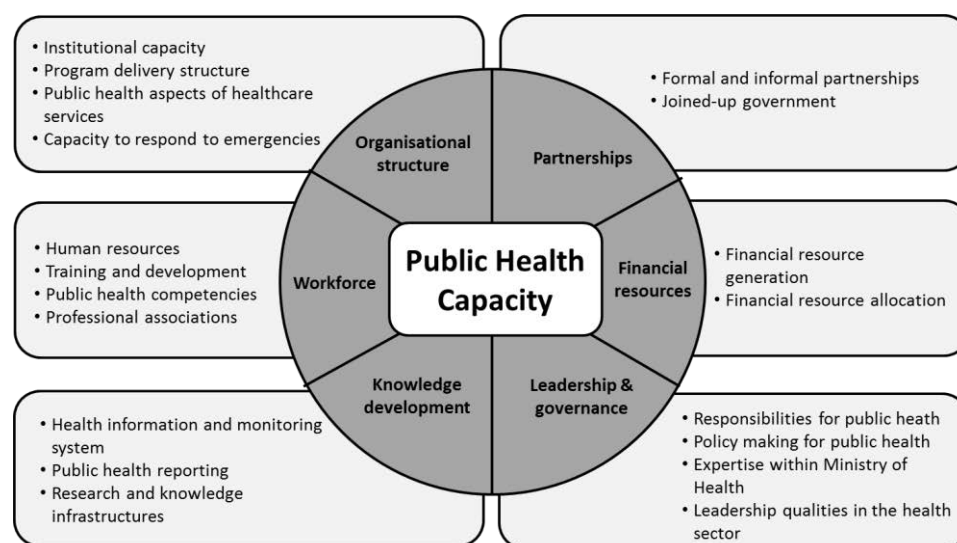 • Institutional capacity
• Program delivery structure
• Public health aspects of healthcare
services
• Capacity to respond to emergencies
• Formal and informal partnerships
• Joined-up government
Organisational
structure
Partnerships
• Human resources
• Training and development
• Public health competencies
• Professional associations
Workforce
Public Health
Capacity
Financial
resources
• Financial resource
generation
• Financial resource allocation
Knowledge
development
Leadership &
governance
• Health information and monitoring
system
• Public health reporting
• Research and knowledge
infrastructures
• Responsibilities for public heath
• Policy making for public health
• Expertise within Ministry of
Health
• Leadership qualities in the health
sector